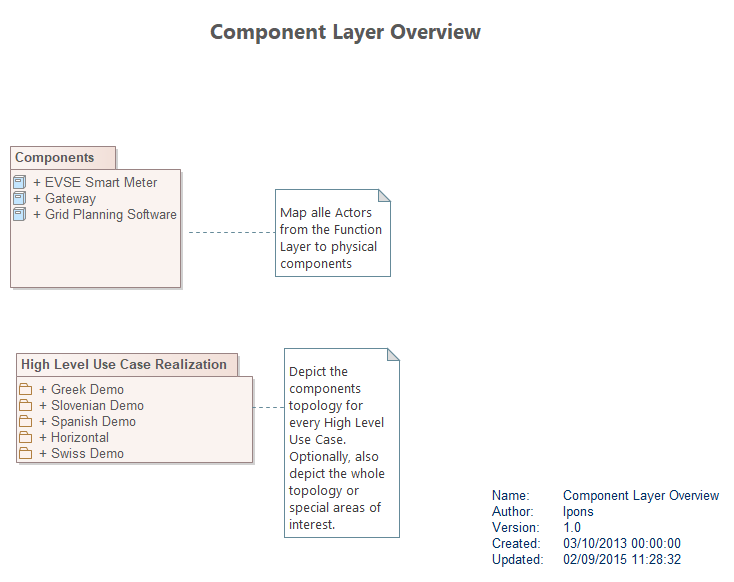 Component Layer Overview
Components
+ EVSE Smart Meter
+ Gateway
+ Grid Planning Software
Map alle Actors
from the Function
Layer to physical
components
High Level Use Case Realization
+ Greek Demo
+ Slovenian Demo
+ Spanish Demo
+ Horizontal
+ Swiss Demo
Depict the
components
topology for
every High Level
Use Case.
Optionally, also
depict the whole
topology or
special areas of
interest.
Name: Component Layer Overview
Author: lpons
Version: 1.0
Created: 03/10/2013 00:00:00
Updated: 02/09/2015 11:28:32